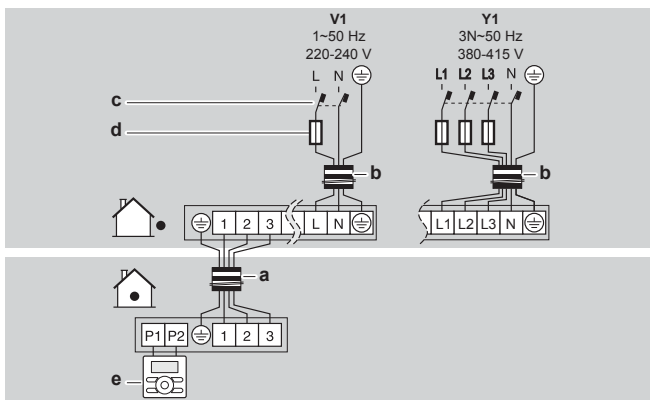 V1
1~50 Hz
220-240 V
L N
Y1
3N~50 Hz
380-415 V
L1 L2 L3 N
c
d
b
b
1 2 3 L N
L1 L2 L3 N
a
P1 P2 1 2 3
e